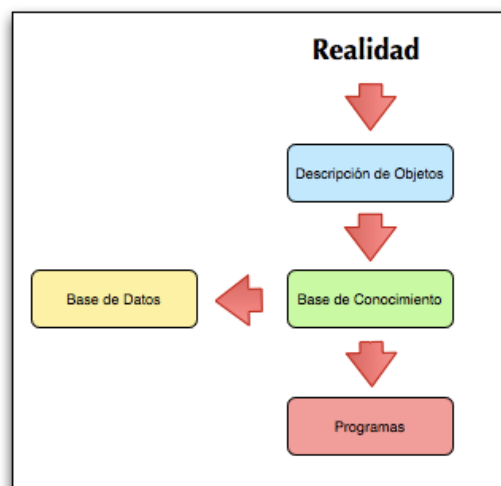 Realidad
Descripción de Objetos
Base de Datos
Base de Conocimiento
Programas